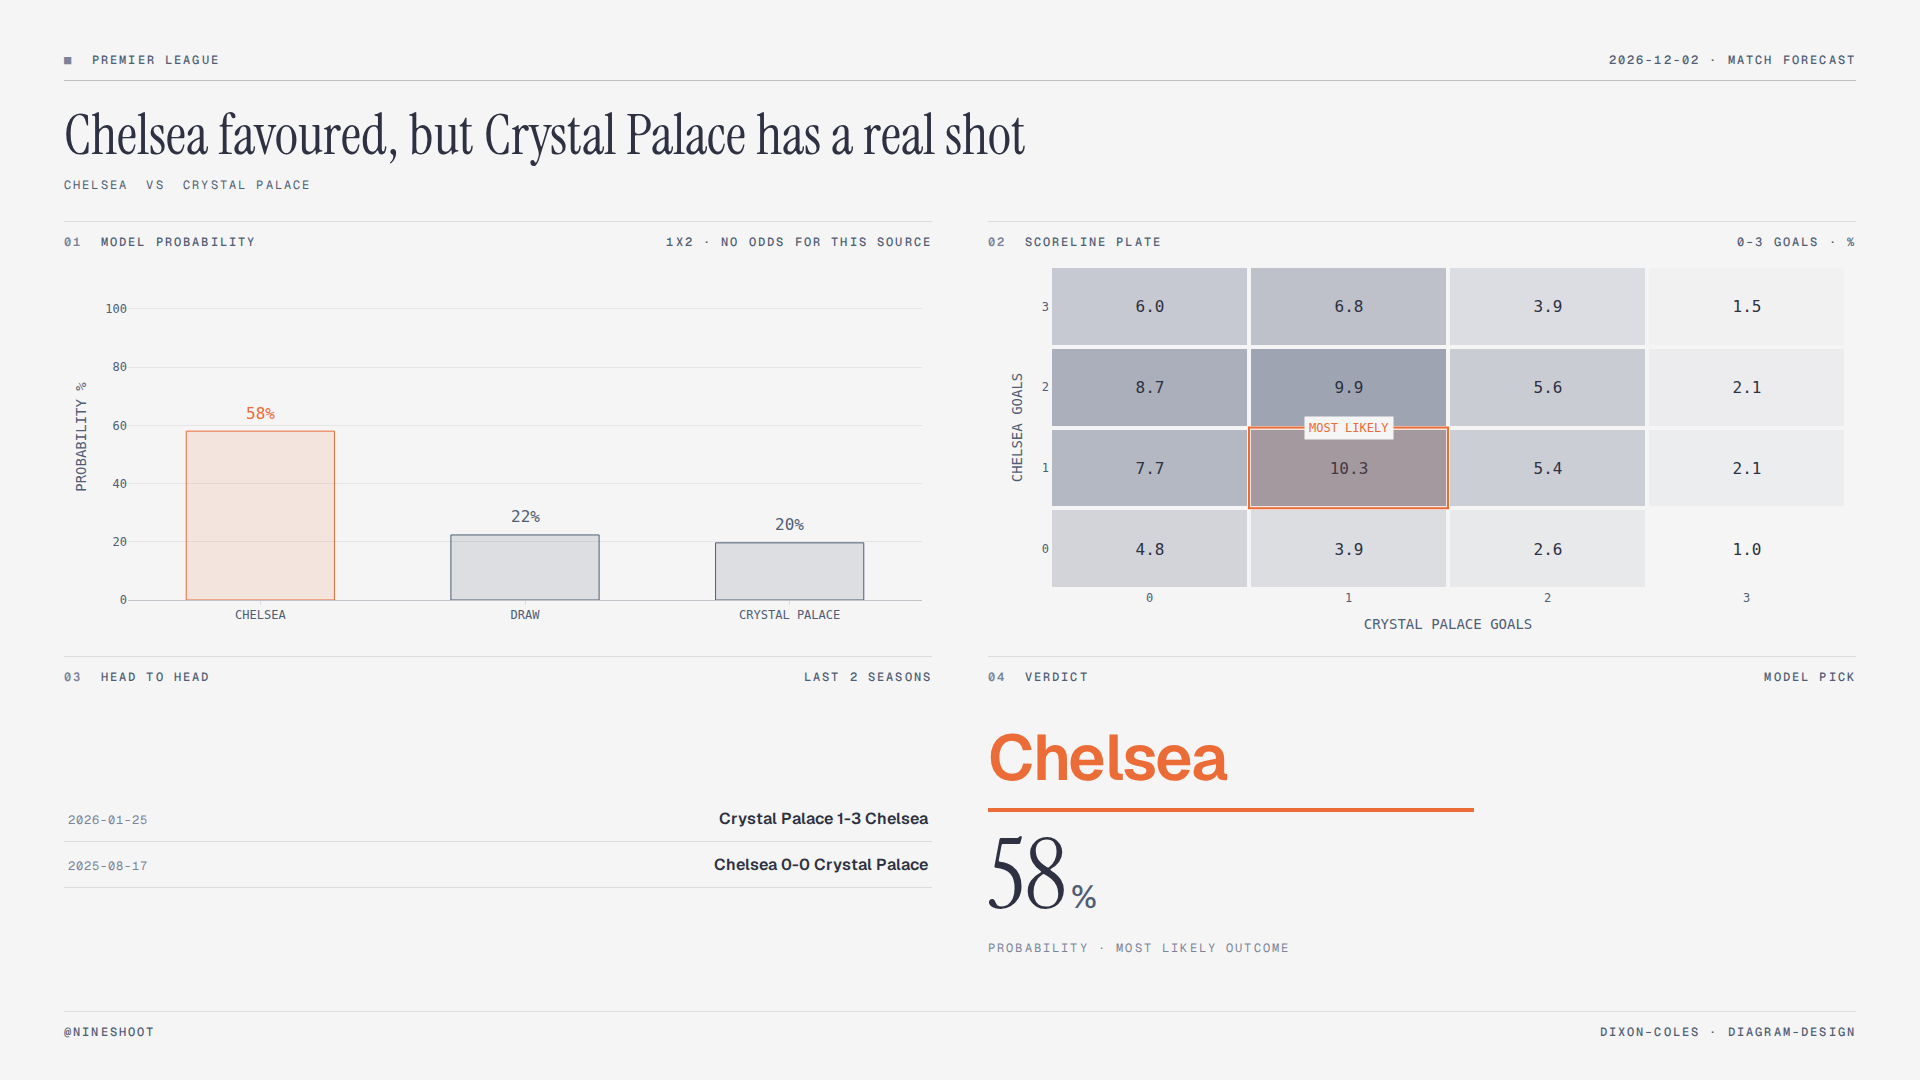 PREMIER LEAGUE
2026-12-02 · MATCH FORECAST
Chelsea favoured, but Crystal Palace has a real shot
CHELSEA VS CRYSTAL PALACE
01 MODEL PROBABILITY
1X2 · NO ODDS FOR THIS SOURCE
PROBABILITY %
100
80
60
40
20
0
58%
22%
20%
CHELSEA
DRAW
CRYSTAL PALACE
02 SCORELINE PLATE
0–3 GOALS · %
CHELSEA GOALS
3 6.0 6.8 3.9 1.5
2 8.7 9.9 5.6 2.1
MOST LIKELY
1 7.7 10.3 5.4 2.1
0 4.8 3.9 2.6 1.0
0 1 2 3
CRYSTAL PALACE GOALS
03 HEAD TO HEAD
LAST 2 SEASONS
2026-01-25 Crystal Palace 1-3 Chelsea
2025-08-17 Chelsea 0-0 Crystal Palace
04 VERDICT
MODEL PICK
Chelsea
58%
PROBABILITY · MOST LIKELY OUTCOME
@NINESHOOT
DIXON-COLES · DIAGRAM-DESIGN